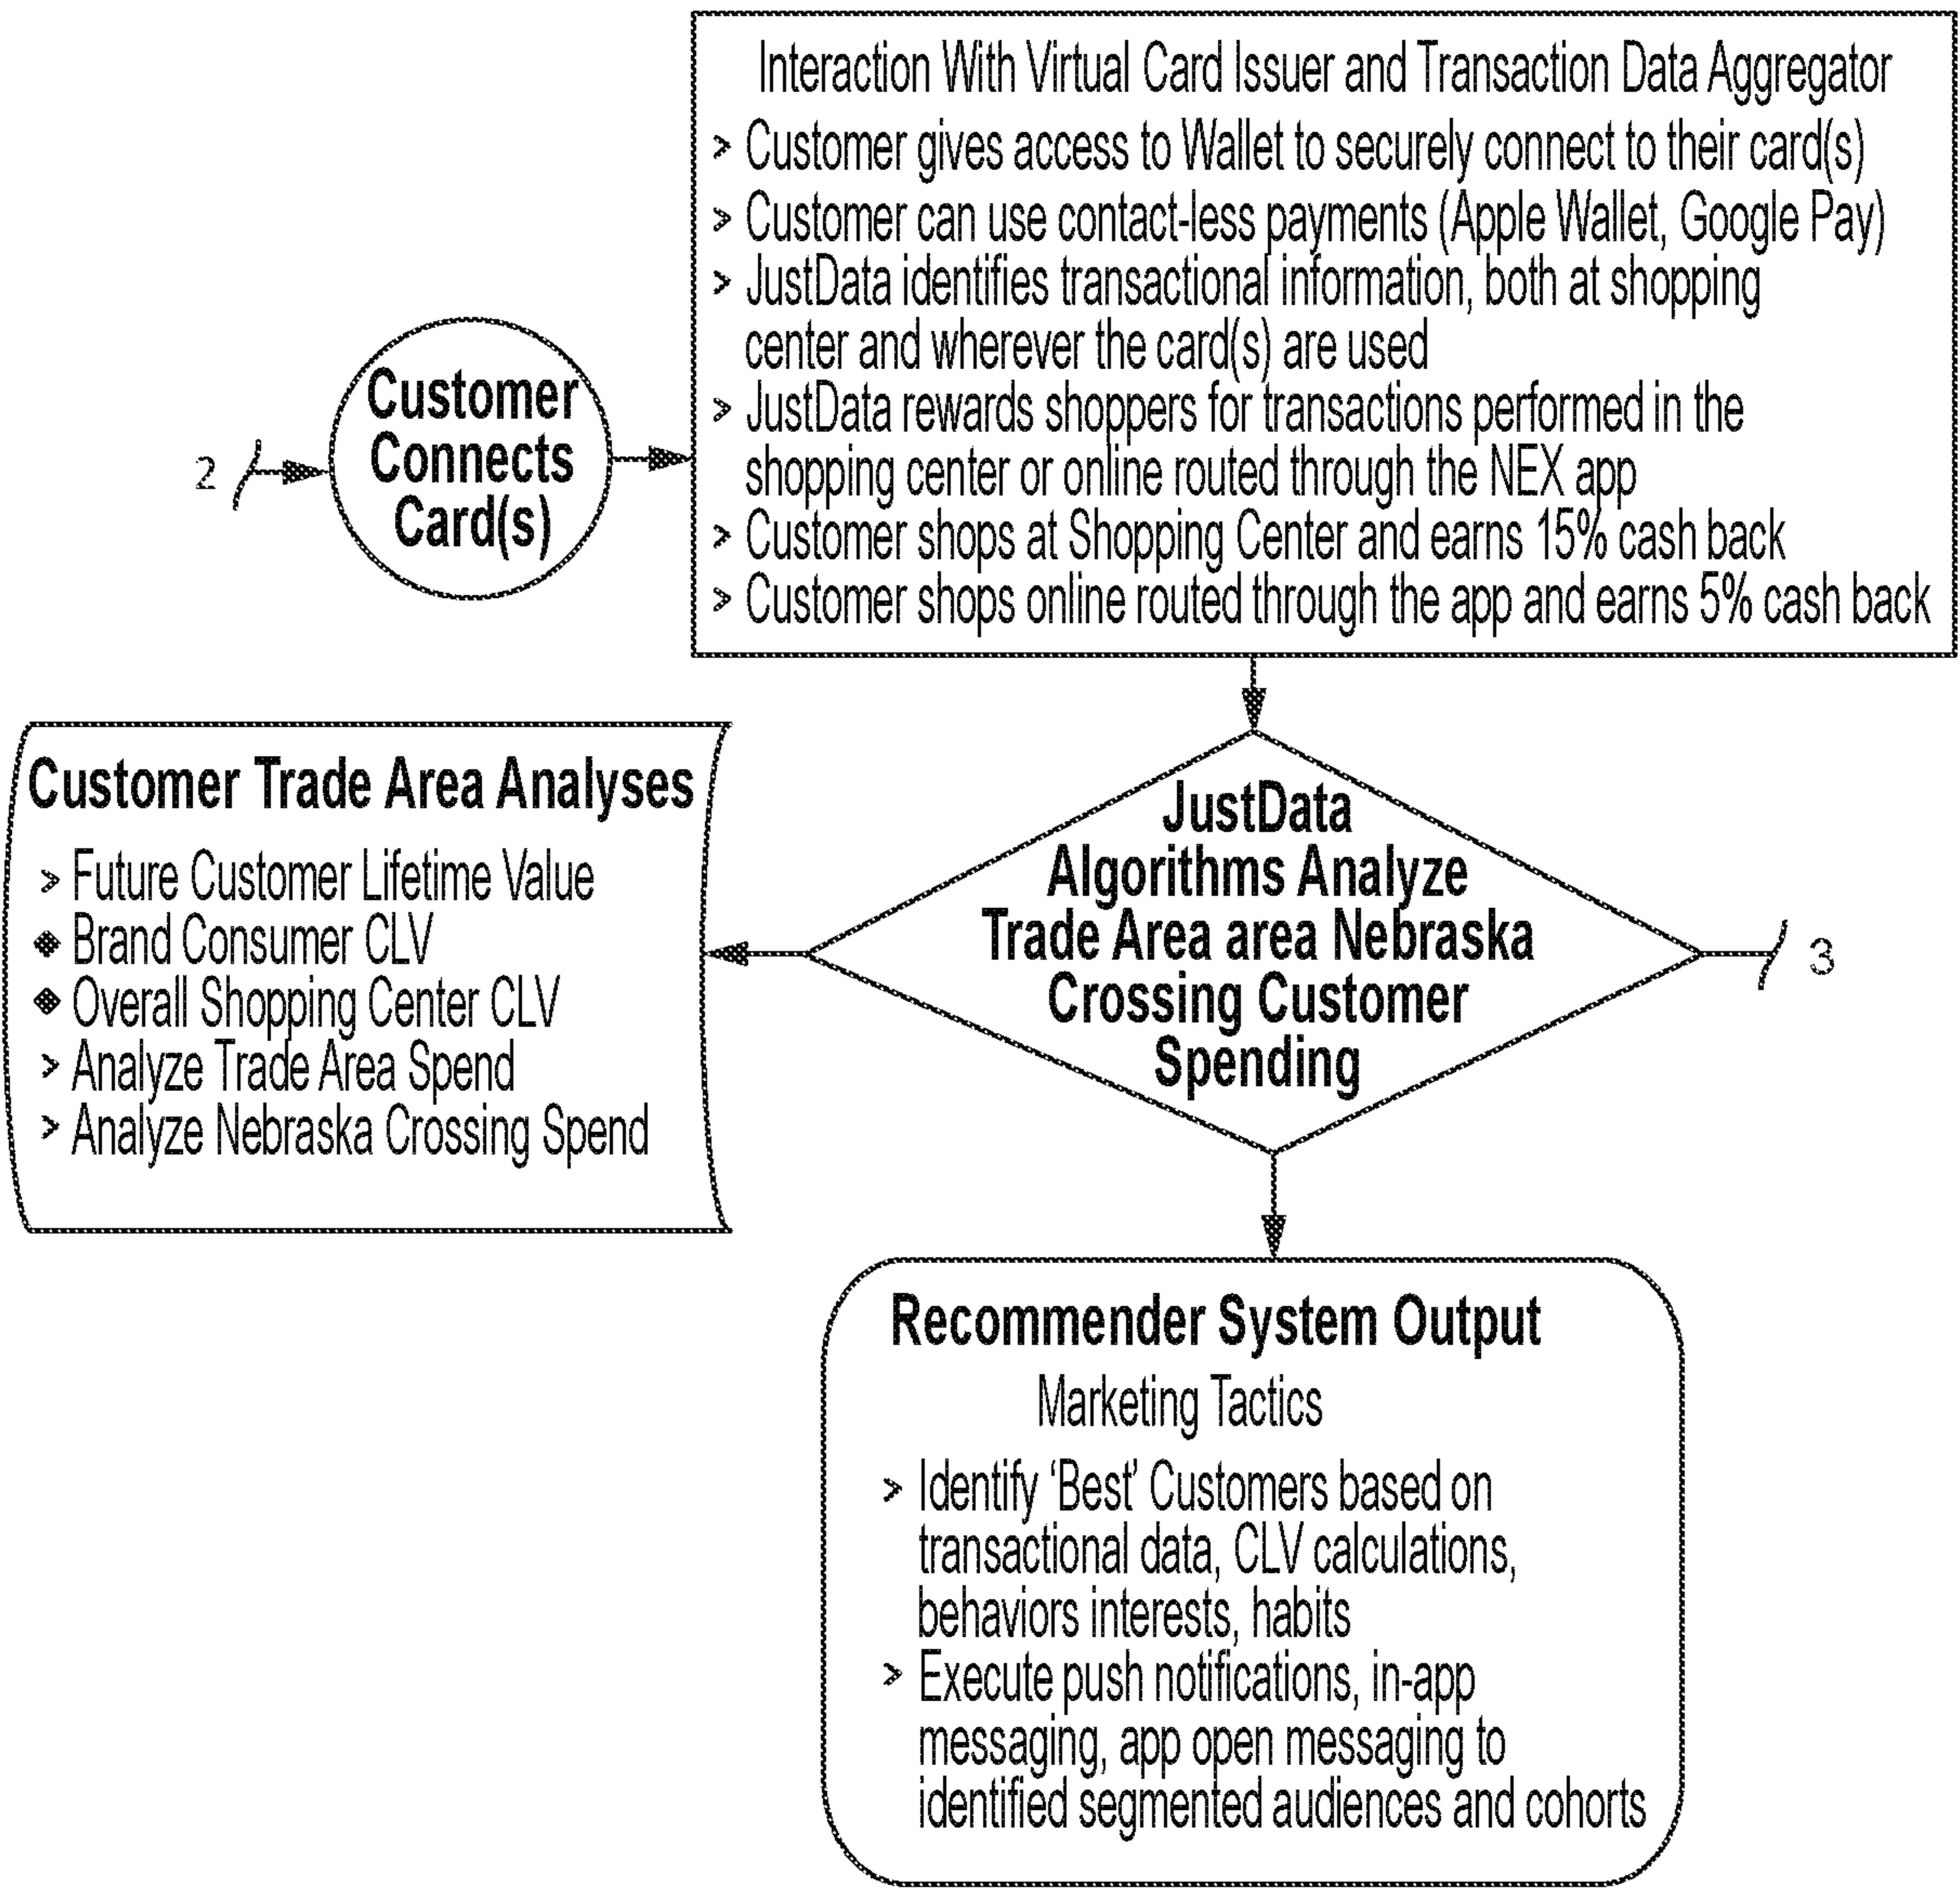 Interaction With Virtual Card Issuer and Transaction Data Aggregator
> Customer gives access to Wallet to securely connect to their card(s)
> Customer can use contact-less payments (Apple Wallet, Google Pay)
> JustData identifies transactional information, both at shopping
center and wherever the card(s) are used
> JustData rewards shoppers for transactions performed in the
shopping center or online routed through the NEX app
> Customer shops at Shopping Center and earns 15% cash back
> Customer shops online routed through the app and earns 5% cash back
2
Customer
Connects
Card(s)
Customer Trade Area Analyses
> Future Customer Lifetime Value
◆ Brand Consumer CLV
◆ Overall Shopping Center CLV
> Analyze Trade Area Spend
> Analyze Nebraska Crossing Spend
JustData
Algorithms Analyze
Trade Area area Nebraska
Crossing Customer
Spending
3
Recommender System Output
Marketing Tactics
> Identify ‘Best’ Customers based on
transactional data, CLV calculations,
behaviors interests, habits
> Execute push notifications, in-app
messaging, app open messaging to
identified segmented audiences and cohorts